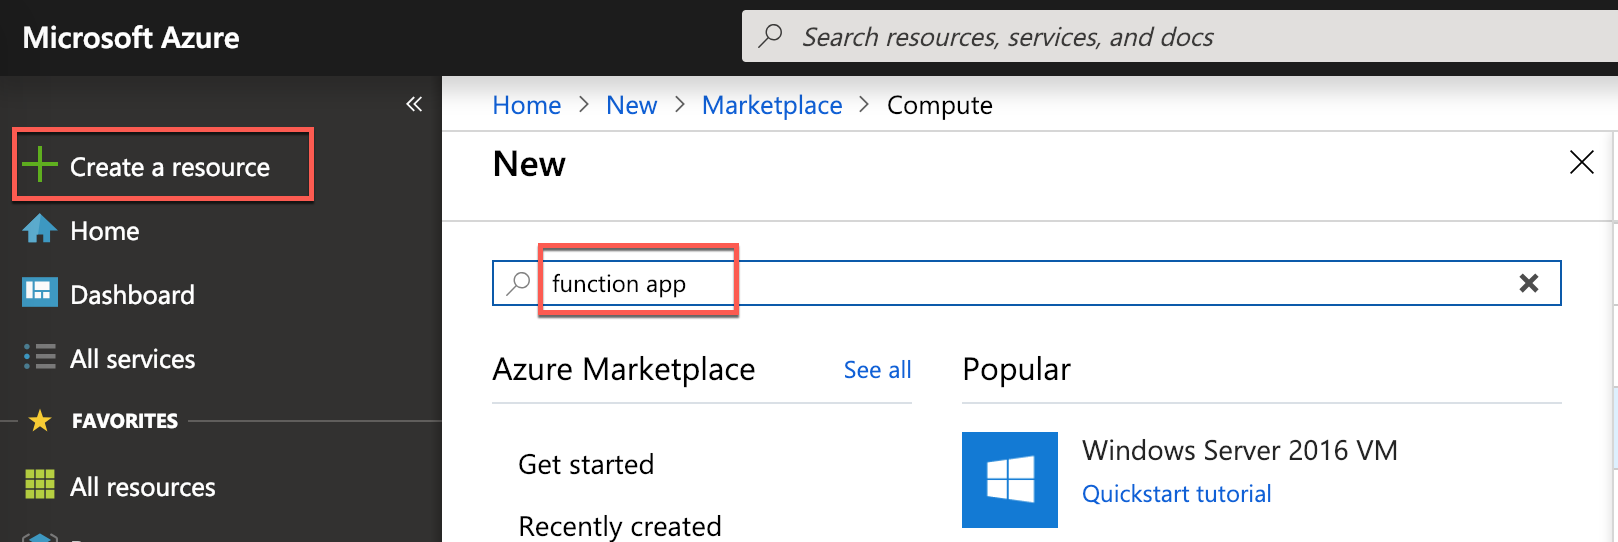 Microsoft Azure
Search resources, services, and docs
«
Create a resource
Home
Dashboard
All services
FAVORITES
All resources
Home > New > Marketplace > Compute
New
function app
Azure Marketplace
See all
Get started
Recently created
Popular
Windows Server 2016 VM
Quickstart tutorial